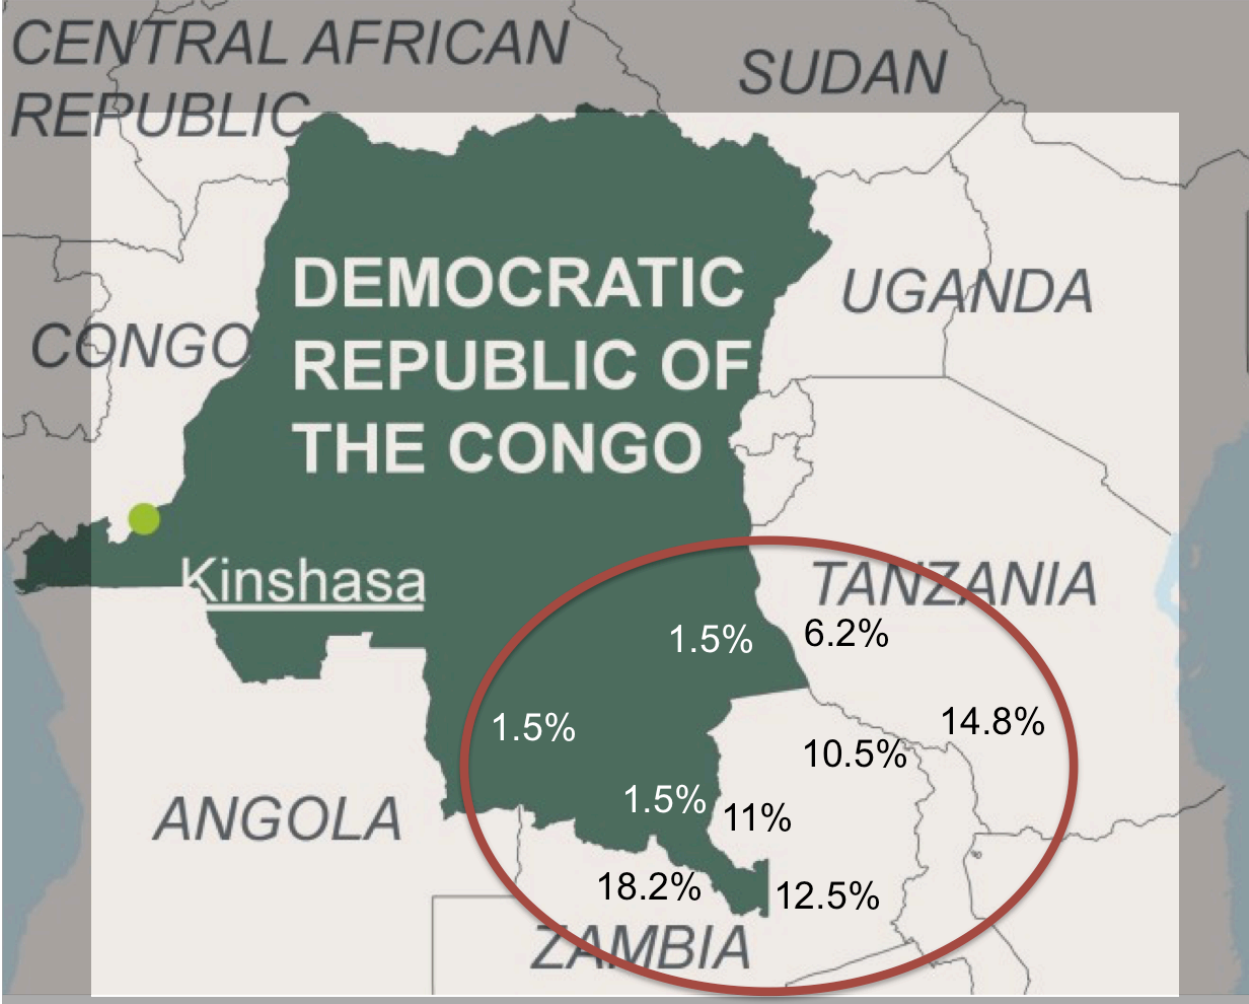 CENTRAL AFRICAN
REPUBLIC
SUDAN
DEMOCRATIC
REPUBLIC OF
THE CONGO
UGANDA
CONGO
Kinshasa
TANZANIA
1.5%
6.2%
1.5%
14.8%
10.5%
1.5%
11%
ANGOLA
18.2%
12.5%
ZAMBIA